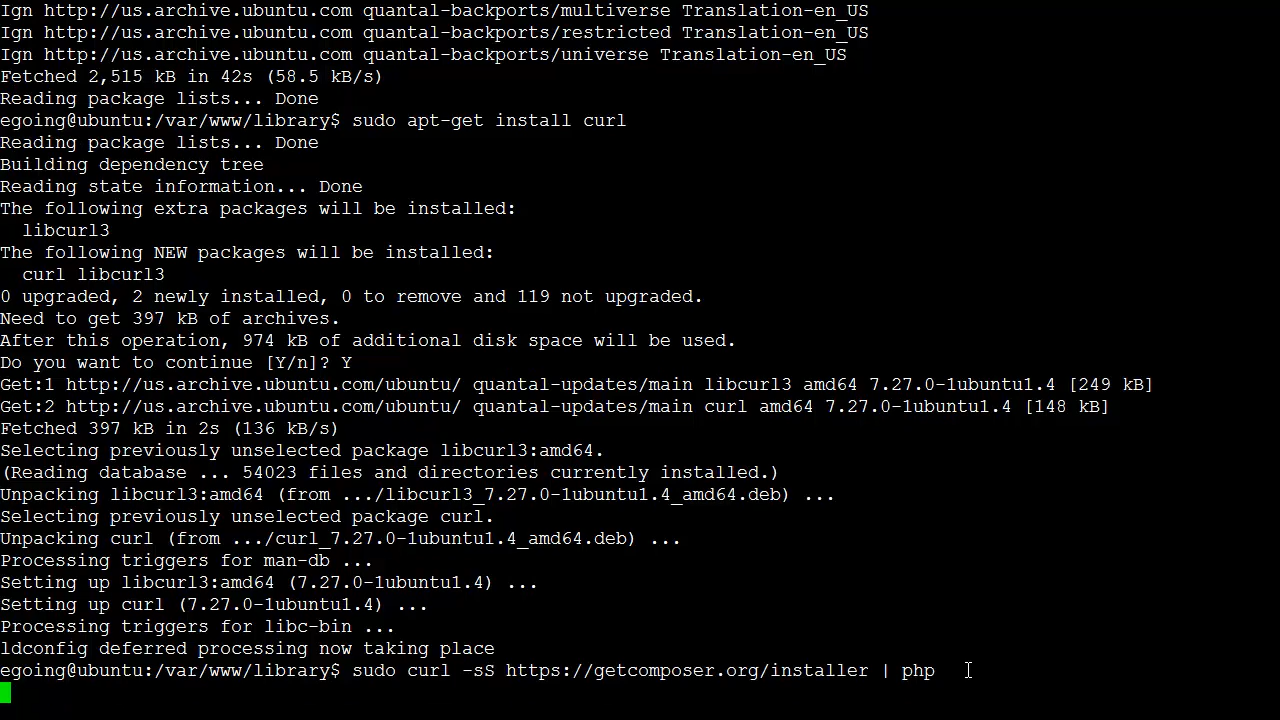 Ign http://us.archive.ubuntu.com quantal-backports/multiverse Translation-en_US
Ign http://us.archive.ubuntu.com quantal-backports/restricted Translation-en_US
Ign http://us.archive.ubuntu.com quantal-backports/universe Translation-en_US
Fetched 2,515 kB in 42s (58.5 kB/s)
Reading package lists... Done
egoing@ubuntu:/var/www/library$ sudo apt-get install curl
Reading package lists... Done
Building dependency tree
Reading state information... Done
The following extra packages will be installed:
  libcurl3
The following NEW packages will be installed:
  curl libcurl3
0 upgraded, 2 newly installed, 0 to remove and 119 not upgraded.
Need to get 397 kB of archives.
After this operation, 974 kB of additional disk space will be used.
Do you want to continue [Y/n]? Y
Get:1 http://us.archive.ubuntu.com/ubuntu/ quantal-updates/main libcurl3 amd64 7.27.0-1ubuntu1.4 [249 kB]
Get:2 http://us.archive.ubuntu.com/ubuntu/ quantal-updates/main curl amd64 7.27.0-1ubuntu1.4 [148 kB]
Fetched 397 kB in 2s (136 kB/s)
Selecting previously unselected package libcurl3:amd64.
(Reading database ... 54023 files and directories currently installed.)
Unpacking libcurl3:amd64 (from .../libcurl3_7.27.0-1ubuntu1.4_amd64.deb) ...
Selecting previously unselected package curl.
Unpacking curl (from .../curl_7.27.0-1ubuntu1.4_amd64.deb) ...
Processing triggers for man-db ...
Setting up libcurl3:amd64 (7.27.0-1ubuntu1.4) ...
Setting up curl (7.27.0-1ubuntu1.4) ...
Processing triggers for libc-bin ...
ldconfig deferred processing now taking place
egoing@ubuntu:/var/www/library$ sudo curl -sS https://getcomposer.org/installer | php